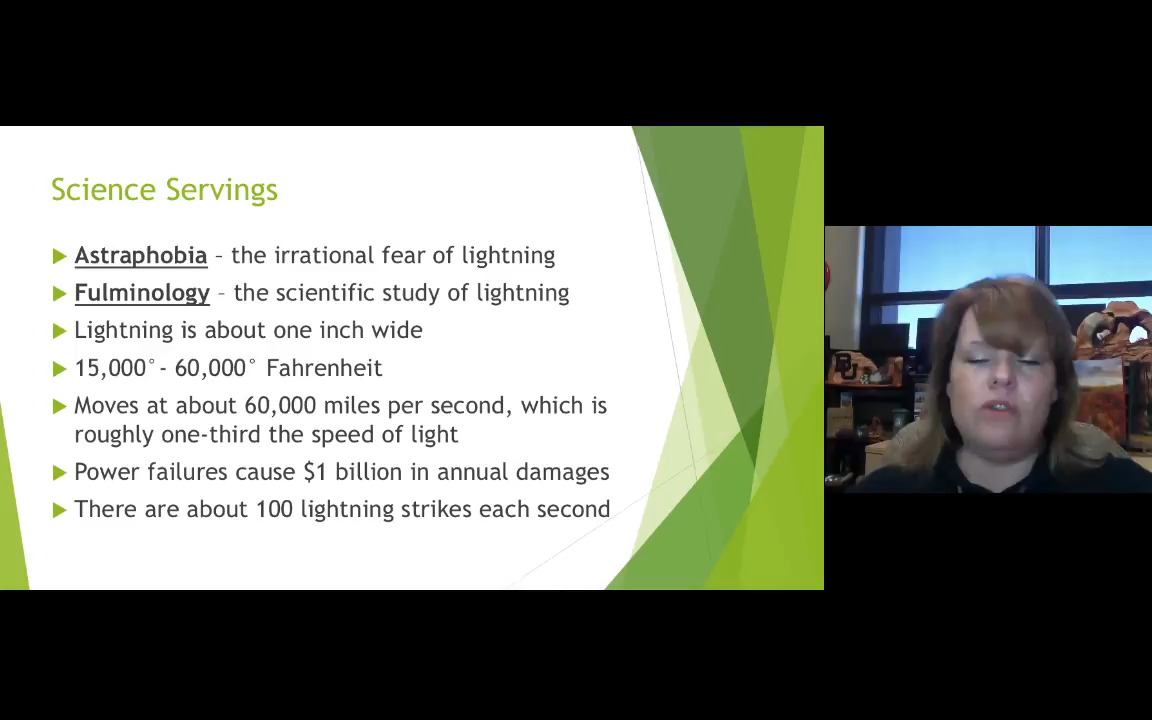 Science Servings
Astraphobia – the irrational fear of lightning
Fulminology – the scientific study of lightning
Lightning is about one inch wide
15,000°- 60,000° Fahrenheit
Moves at about 60,000 miles per second, which is
roughly one-third the speed of light
Power failures cause $1 billion in annual damages
There are about 100 lightning strikes each second